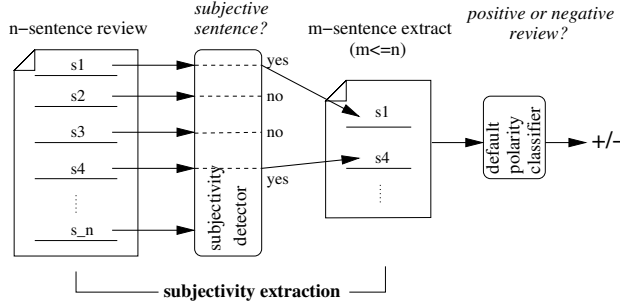 subjective
sentence?
positive or negative
review?
n-sentence review
m-sentence extract
(m<=n)
s1
s2
s3
s4
s_n
yes
no
no
yes
subjectivity
detector
s1
s4
default
polarity
classifier
+/−
subjectivity extraction